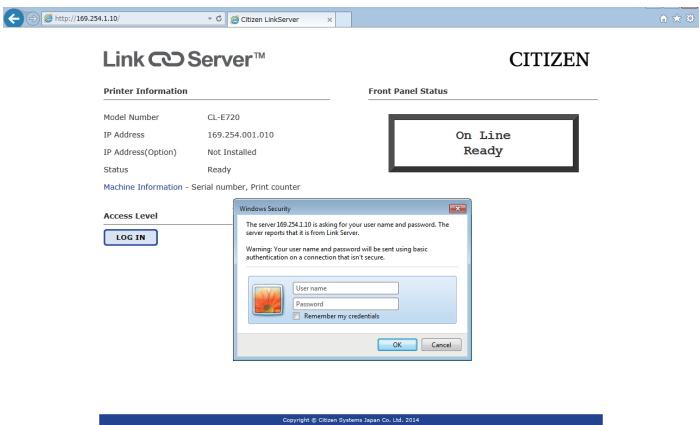 http://169.254.1.10/
Citizen LinkServer
Link Server™
CITIZEN
Printer Information
Front Panel Status
Model Number CL-E720
IP Address 169.254.001.010
IP Address(Option) Not Installed
Status Ready
On Line
Ready
Machine Information - Serial number, Print counter
Access Level
LOG IN
Windows Security
The server 169.254.1.10 is asking for your user name and password. The
server reports that it is from Link Server.
Warning: Your user name and password will be sent using basic
authentication on a connection that isn't secure.
User name
Password
Remember my credentials
OK Cancel
Copyright © Citizen Systems Japan Co. Ltd. 2014